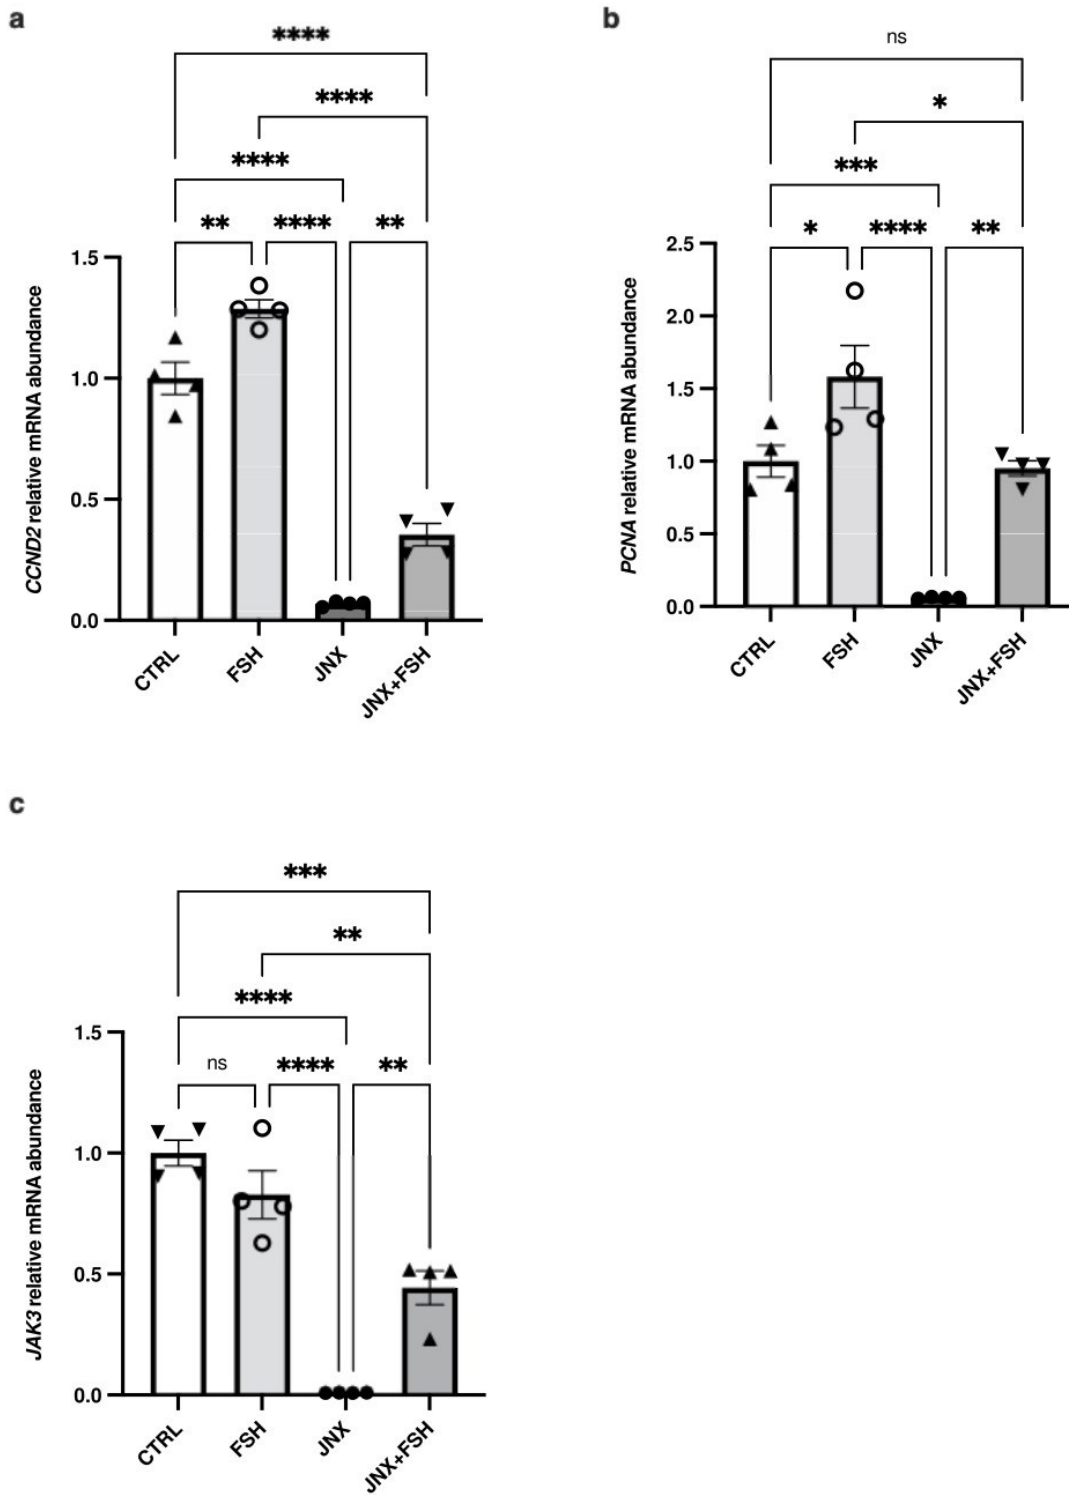 a
****
****
****
** **** **
1.5
1.0
0.5
0.0
CCND2 relative mRNA abundance
CTRL
FSH
JNX
JNX+FSH
b
ns
*
***
* **** **
2.5
2.0
1.5
1.0
0.5
0.0
PCNA relative mRNA abundance
CTRL
FSH
JNX
JNX+FSH
c
***
**
****
ns **** **
1.5
1.0
0.5
0.0
JAK3 relative mRNA abundance
CTRL
FSH
JNX
JNX+FSH